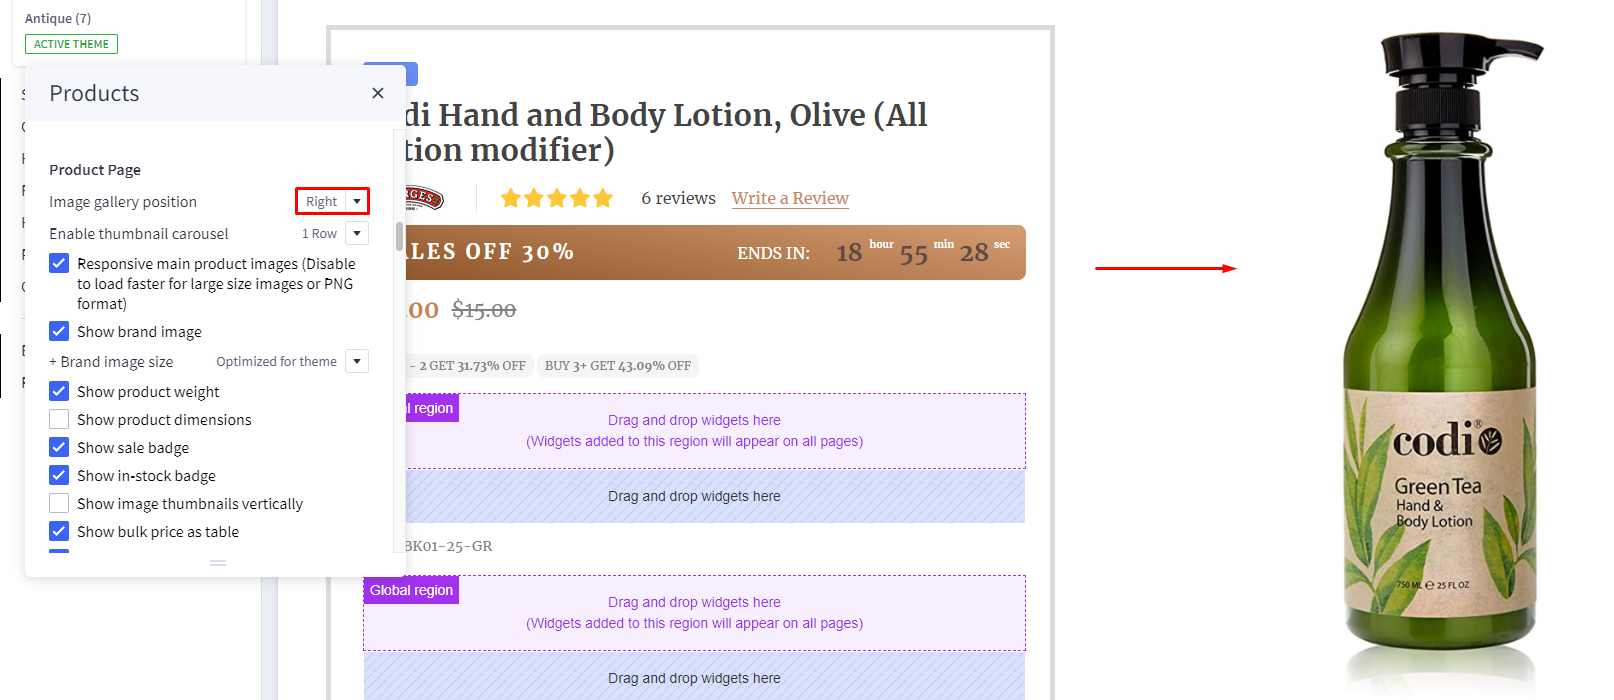 Antique (7)
ACTIVE THEME
Products
Product Page
Image gallery position
Right
Enable thumbnail carousel
1 Row
Responsive main product images (Disable
to load faster for large size images or PNG
format)
Show brand image
+ Brand image size
Optimized for theme
Show product weight
Show product dimensions
Show sale badge
Show in-stock badge
Show image thumbnails vertically
Show bulk price as table
di Hand and Body Lotion, Olive (All
tion modifier)
6 reviews
Write a Review
ALES OFF 30%
ENDS IN:
18 hour 55 min 28 sec
.00 $15.00
- 2 GET 31.73% OFF
BUY 3+ GET 43.09% OFF
l region
Drag and drop widgets here
(Widgets added to this region will appear on all pages)
Drag and drop widgets here
BK01-25-GR
Global region
Drag and drop widgets here
(Widgets added to this region will appear on all pages)
Drag and drop widgets here
codi®
Green Tea
Hand &
Body Lotion
750 ML ℮ 25 FL OZ